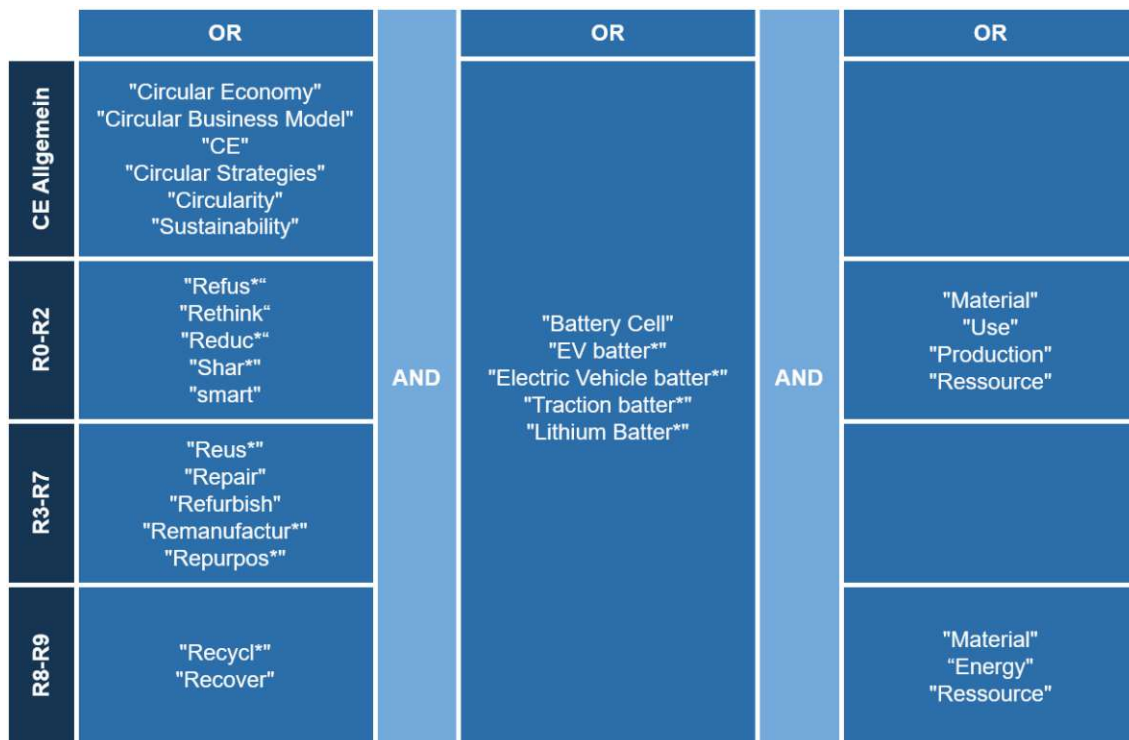 OR
OR
OR
CE Allgemein
"Circular Economy"
"Circular Business Model"
"CE"
"Circular Strategies"
"Circularity"
"Sustainability"
R0-R2
"Refus*“
"Rethink“
"Reduc*“
"Shar*"
"smart"
AND
"Battery Cell"
"EV batter*"
"Electric Vehicle batter*"
"Traction batter*"
"Lithium Batter*"
AND
"Material"
"Use"
"Production"
"Ressource"
R3-R7
"Reus*"
"Repair"
"Refurbish"
"Remanufactur*"
"Repurpos*"
R8-R9
"Recycl*"
"Recover"
"Material"
“Energy"
"Ressource"